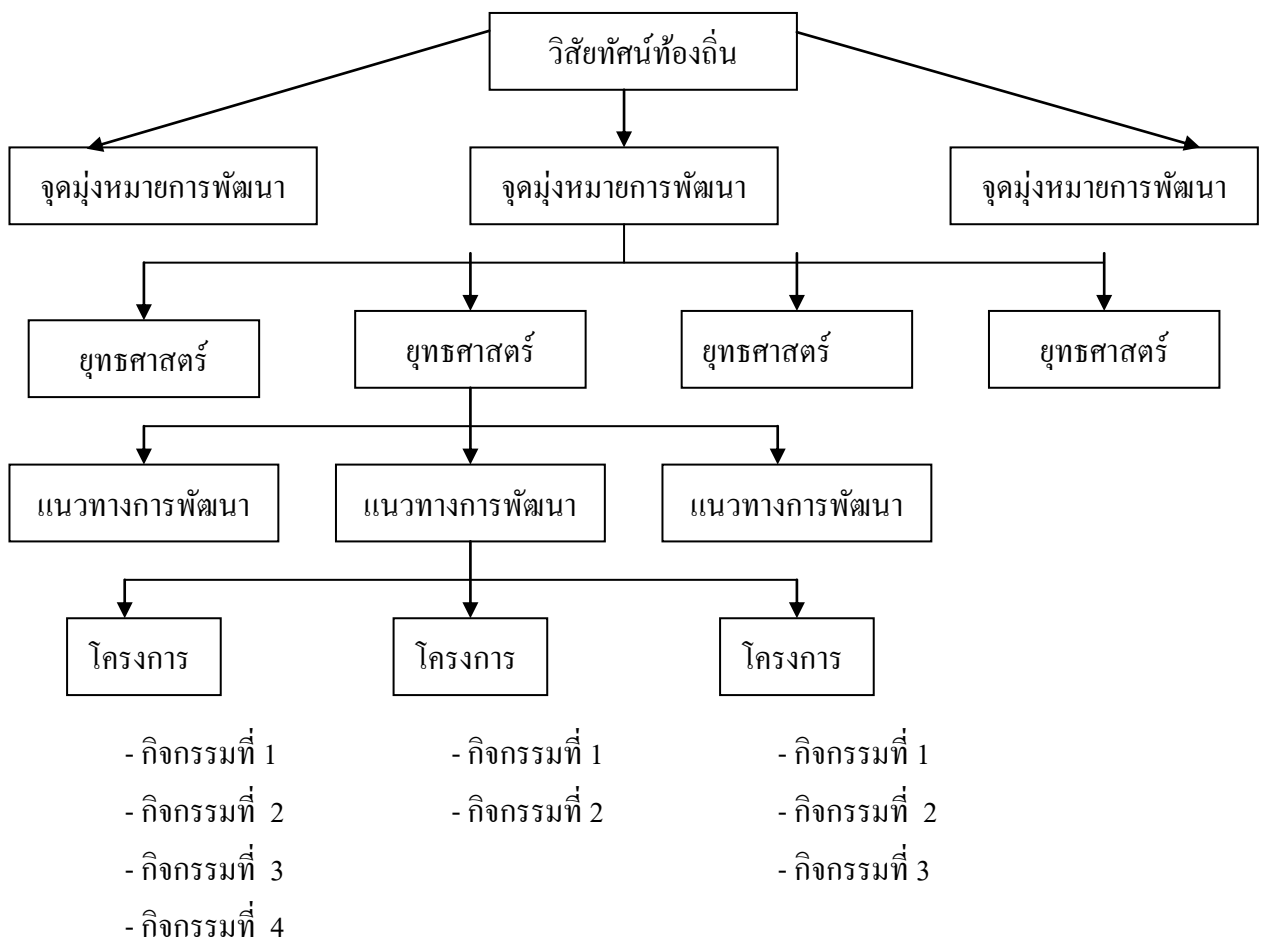 วิสัยทัศน์ท้องถิ่น
จุดมุ่งหมายการพัฒนา จุดมุ่งหมายการพัฒนา จุดมุ่งหมายการพัฒนา
ยุทธศาสตร์ ยุทธศาสตร์ ยุทธศาสตร์ ยุทธศาสตร์
แนวทางการพัฒนา แนวทางการพัฒนา แนวทางการพัฒนา
โครงการ โครงการ โครงการ
- กิจกรรมที่ 1 - กิจกรรมที่ 1 - กิจกรรมที่ 1
- กิจกรรมที่ 2 - กิจกรรมที่ 2 - กิจกรรมที่ 2
- กิจกรรมที่ 3 - กิจกรรมที่ 3
- กิจกรรมที่ 4